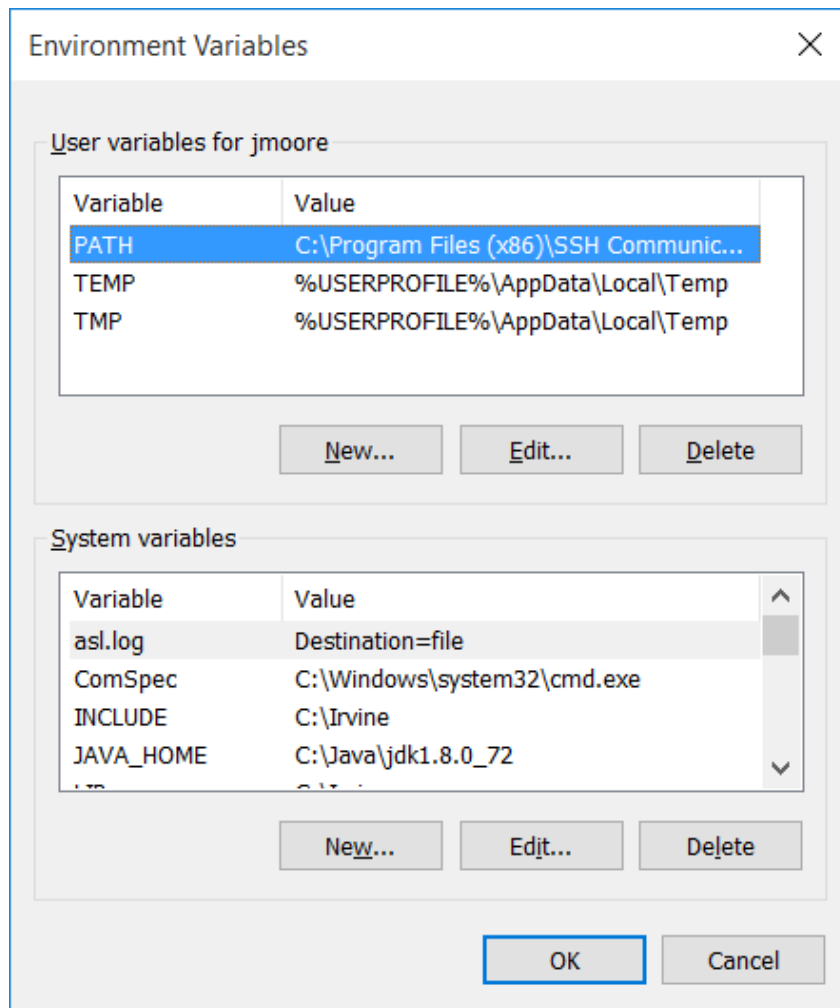 Environment Variables
User variables for jmoore
Variable Value
PATH C:\Program Files (x86)\SSH Communic...
TEMP %USERPROFILE%\AppData\Local\Temp
TMP %USERPROFILE%\AppData\Local\Temp
New... Edit... Delete
System variables
Variable Value
asl.log Destination=file
ComSpec C:\Windows\system32\cmd.exe
INCLUDE C:\Irvine
JAVA_HOME C:\Java\jdk1.8.0_72
New... Edit... Delete
OK Cancel